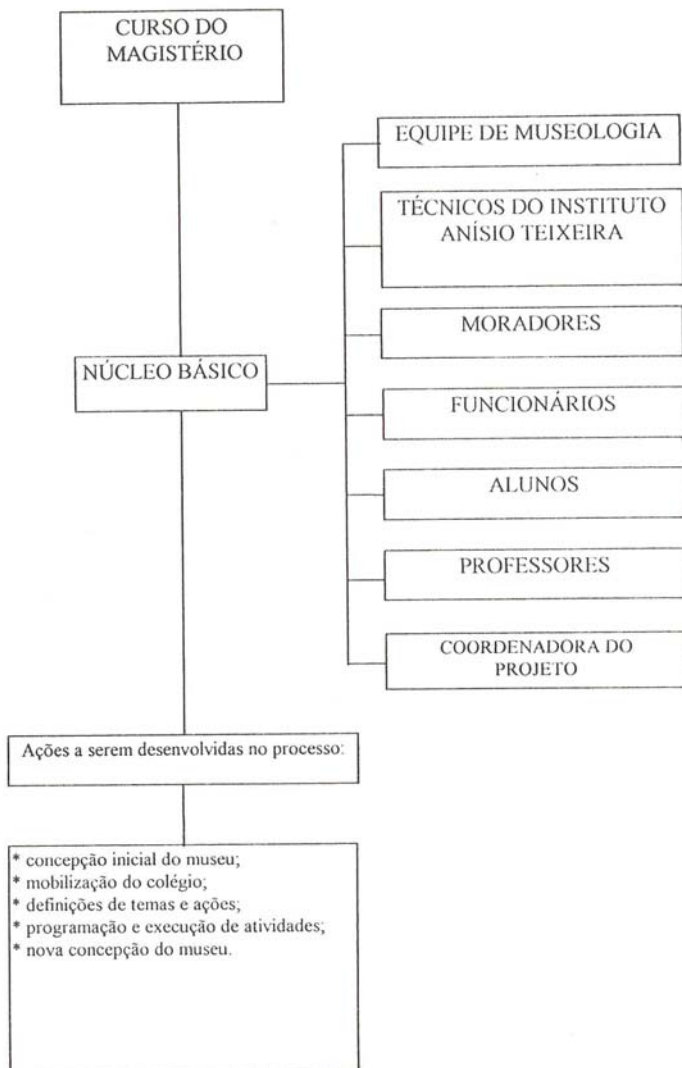 CURSO DO
MAGISTÉRIO
EQUIPE DE MUSEOLOGIA
TÉCNICOS DO INSTITUTO
ANÍSIO TEIXEIRA
MORADORES
NÚCLEO BÁSICO
FUNCIONÁRIOS
ALUNOS
PROFESSORES
COORDENADORA DO
PROJETO
Ações a serem desenvolvidas no processo:
* concepção inicial do museu;
* mobilização do colégio;
* definições de temas e ações;
* programação e execução de atividades;
* nova concepção do museu.